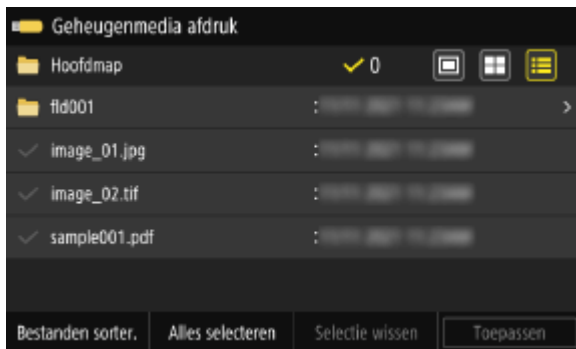 Geheugenmedia afdruk
Hoofdmap 0
fld001 :
image_01.jpg :
image_02.tif :
sample001.pdf :
Bestanden sorter. Alles selecteren Selectie wissen Toepassen